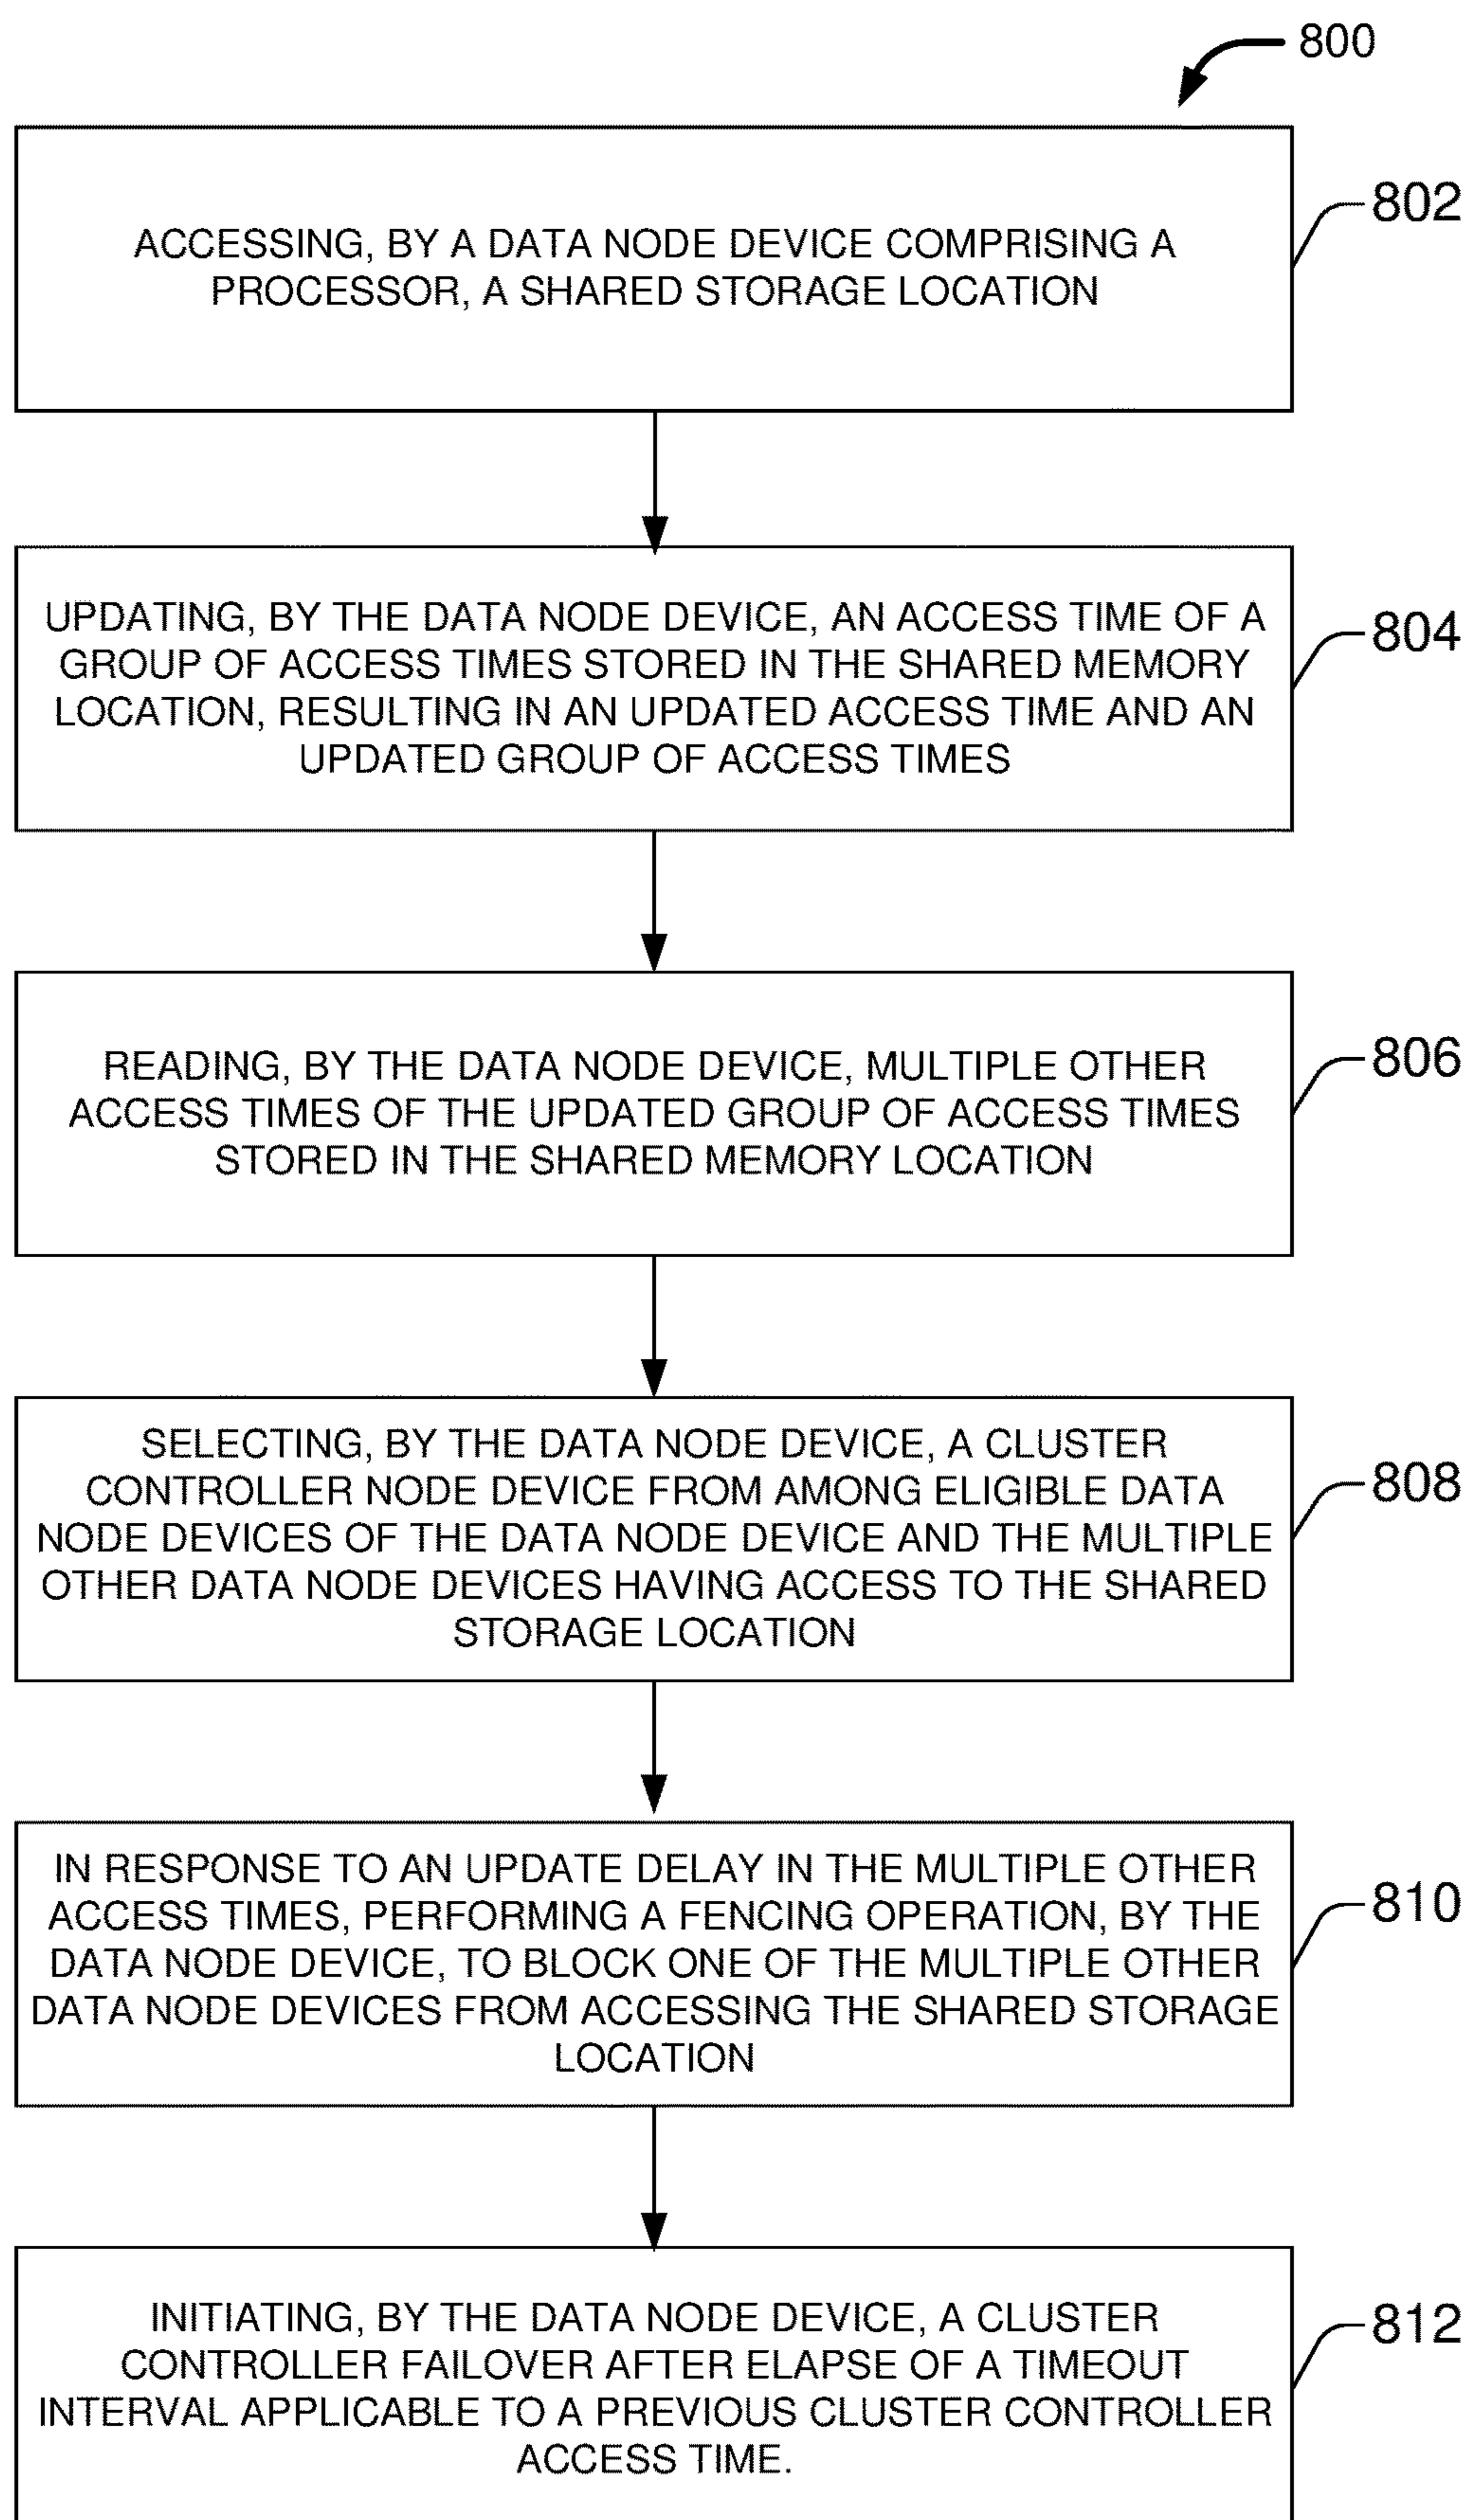 800
ACCESSING, BY A DATA NODE DEVICE COMPRISING A
PROCESSOR, A SHARED STORAGE LOCATION
802
UPDATING, BY THE DATA NODE DEVICE, AN ACCESS TIME OF A
GROUP OF ACCESS TIMES STORED IN THE SHARED MEMORY
LOCATION, RESULTING IN AN UPDATED ACCESS TIME AND AN
UPDATED GROUP OF ACCESS TIMES
804
READING, BY THE DATA NODE DEVICE, MULTIPLE OTHER
ACCESS TIMES OF THE UPDATED GROUP OF ACCESS TIMES
STORED IN THE SHARED MEMORY LOCATION
806
SELECTING, BY THE DATA NODE DEVICE, A CLUSTER
CONTROLLER NODE DEVICE FROM AMONG ELIGIBLE DATA
NODE DEVICES OF THE DATA NODE DEVICE AND THE MULTIPLE
OTHER DATA NODE DEVICES HAVING ACCESS TO THE SHARED
STORAGE LOCATION
808
IN RESPONSE TO AN UPDATE DELAY IN THE MULTIPLE OTHER
ACCESS TIMES, PERFORMING A FENCING OPERATION, BY THE
DATA NODE DEVICE, TO BLOCK ONE OF THE MULTIPLE OTHER
DATA NODE DEVICES FROM ACCESSING THE SHARED STORAGE
LOCATION
810
INITIATING, BY THE DATA NODE DEVICE, A CLUSTER
CONTROLLER FAILOVER AFTER ELAPSE OF A TIMEOUT
INTERVAL APPLICABLE TO A PREVIOUS CLUSTER CONTROLLER
ACCESS TIME.
812